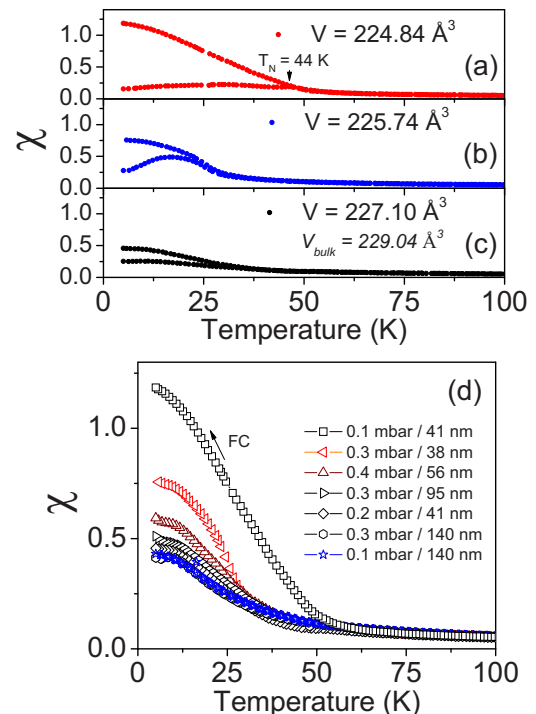 V = 224.84 Å³
T_N = 44 K
(a)
1.0
0.5
0.0
V = 225.74 Å³
(b)
1.0
0.5
0.0
χ
V = 227.10 Å³
V_bulk = 229.04 Å³
(c)
1.0
0.5
0.0
0 25 50 75 100
Temperature (K)
(d)
FC
0.1 mbar / 41 nm
0.3 mbar / 38 nm
0.4 mbar / 56 nm
0.3 mbar / 95 nm
0.2 mbar / 41 nm
0.3 mbar / 140 nm
0.1 mbar / 140 nm
1.0
0.5
0.0
χ
0 25 50 75 100
Temperature (K)